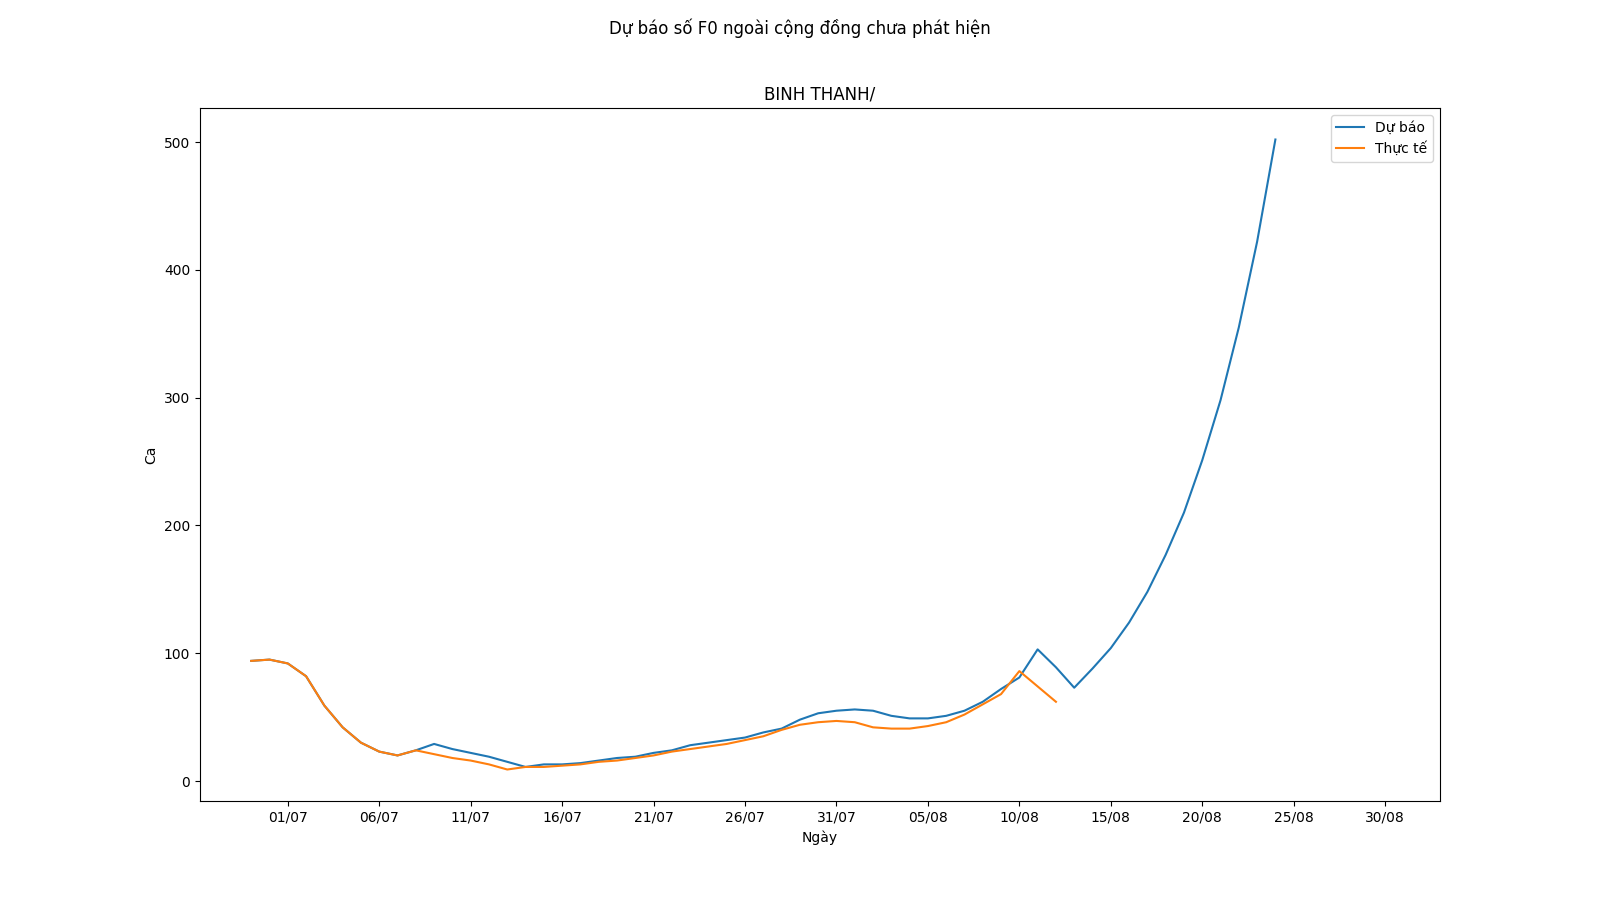 Dự báo số F0 ngoài cộng đồng chưa phát hiện
BINH THANH/
Dự báo
Thực tế
500
400
300
200
100
0
Ca
01/07 06/07 11/07 16/07 21/07 26/07 31/07 05/08 10/08 15/08 20/08 25/08 30/08
Ngày